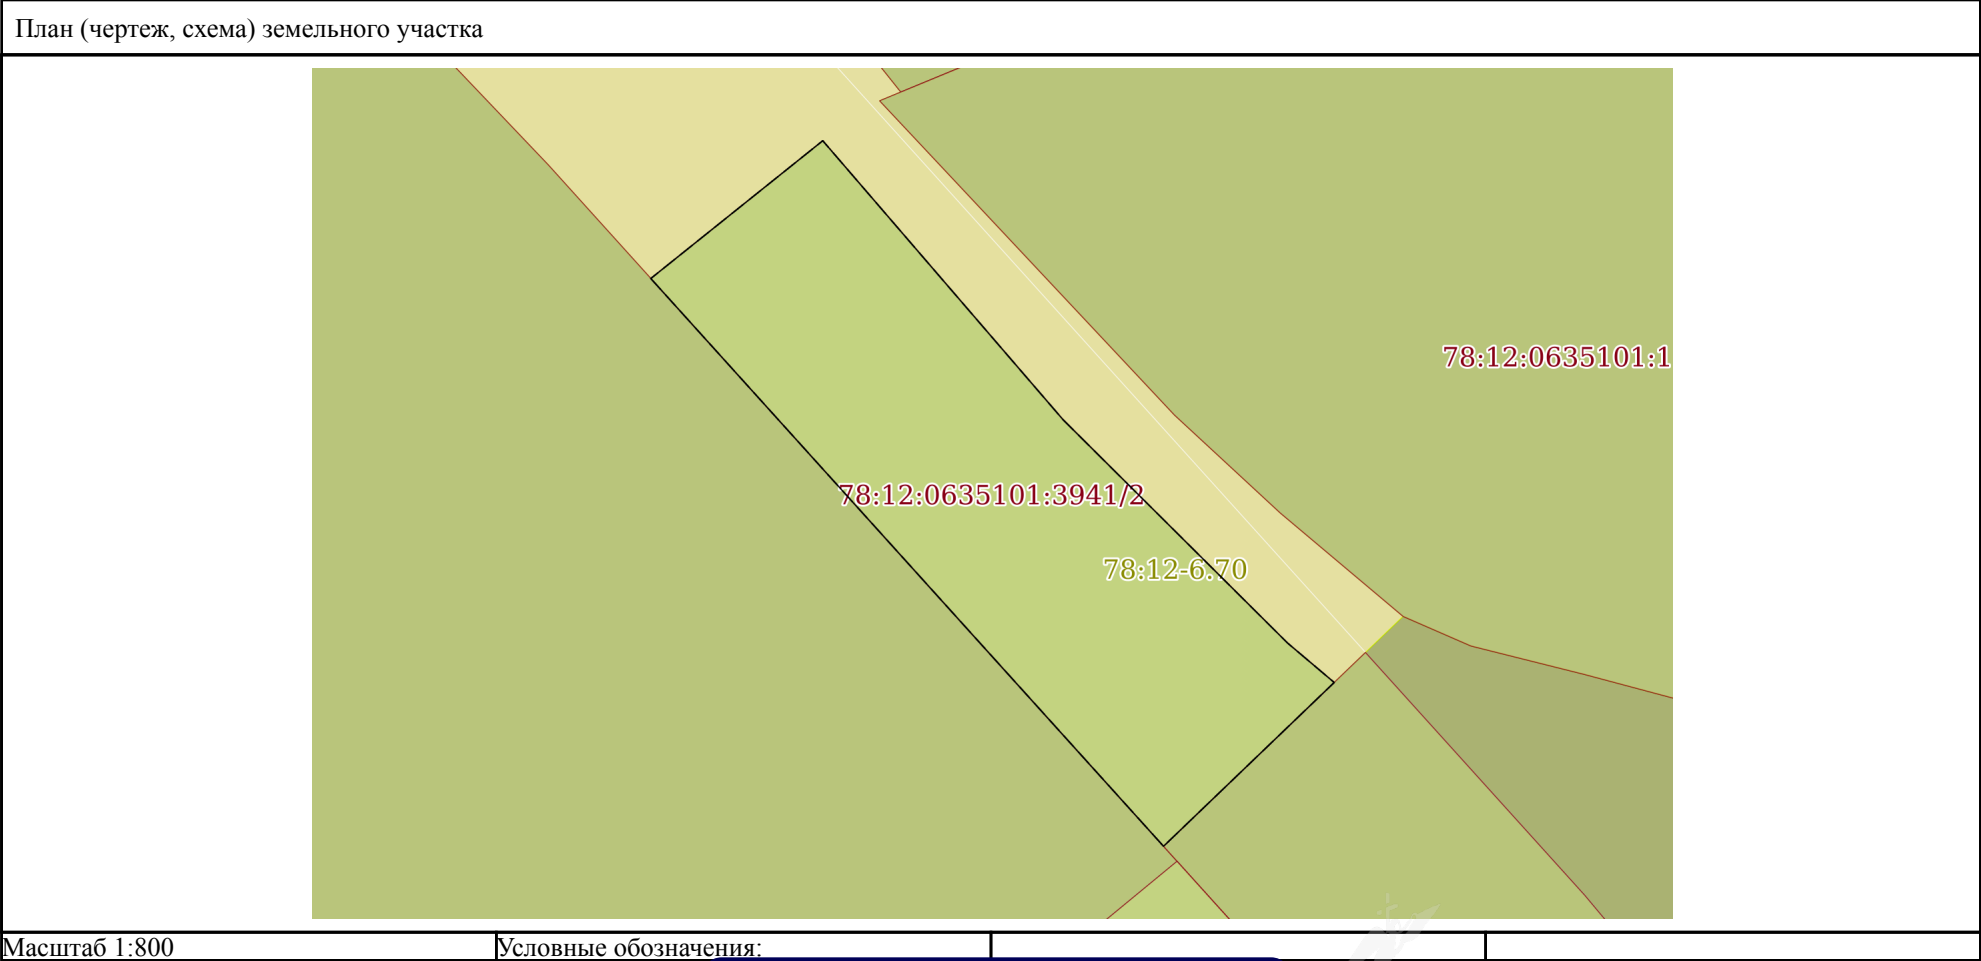 План (чертеж, схема) земельного участка
78:12:0635101:1
78:12:0635101:3941/2
78:12-6.70
Масштаб 1:800
Условные обозначения: